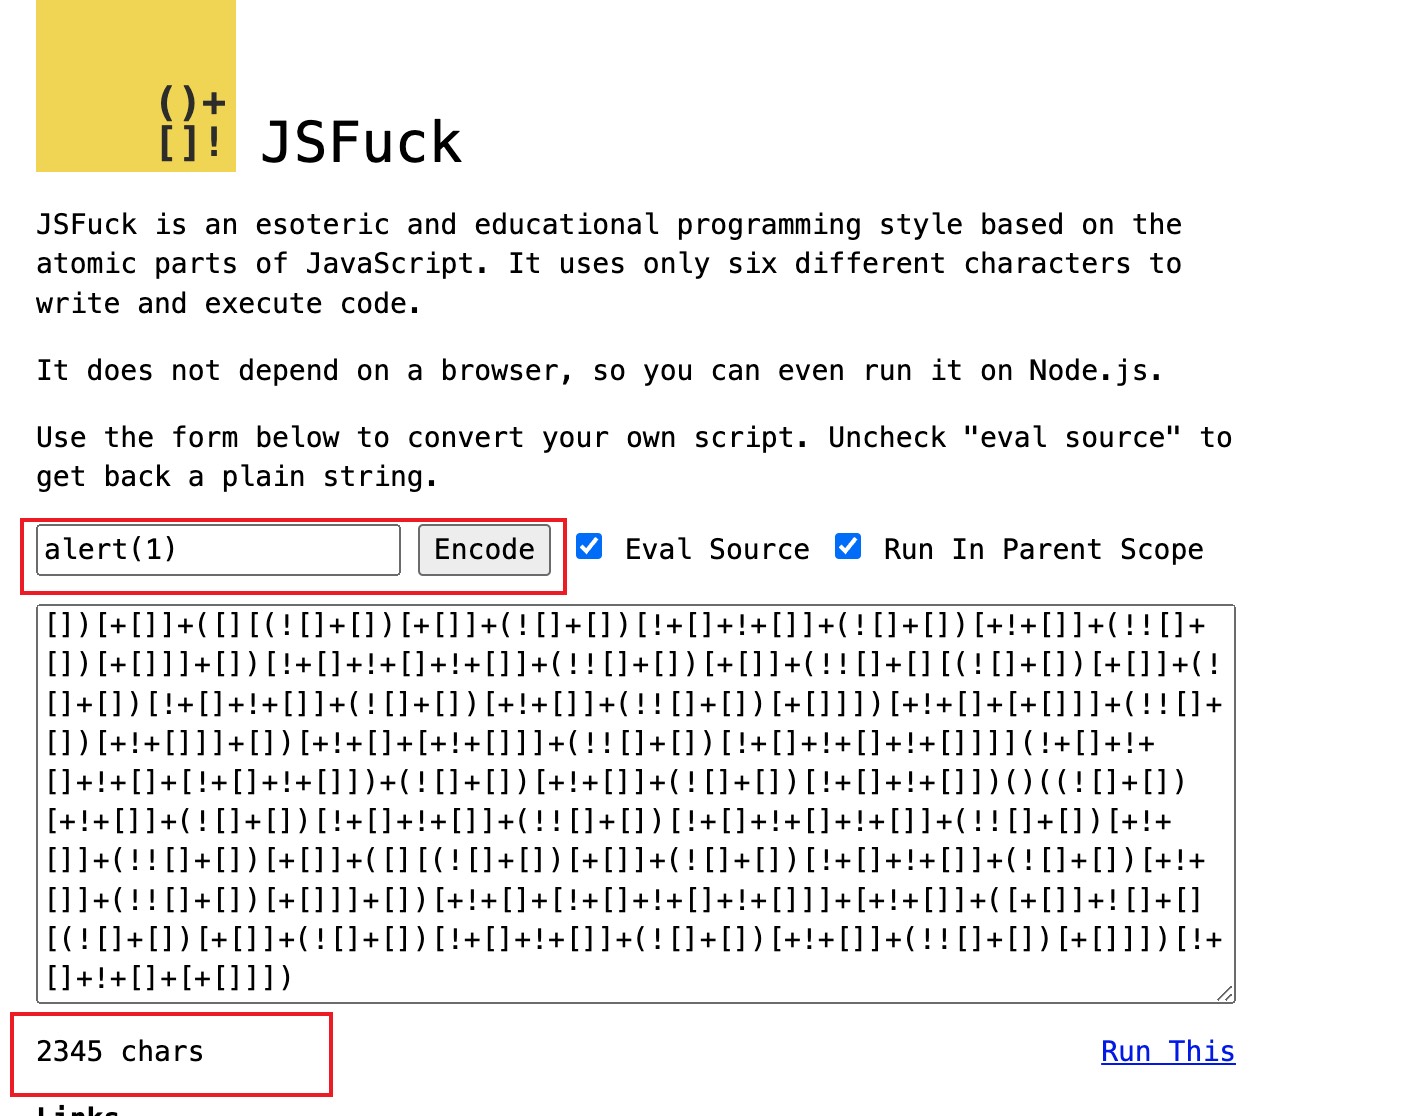 ()+
[]! JSFuck
JSFuck is an esoteric and educational programming style based on the
atomic parts of JavaScript. It uses only six different characters to
write and execute code.
It does not depend on a browser, so you can even run it on Node.js.
Use the form below to convert your own script. Uncheck "eval source" to
get back a plain string.
alert(1) Encode Eval Source Run In Parent Scope
[])[+[]]+([][(![]+[])[+[]]+(![]+[])[!+[]+!+[]]+(![]+[])[+!+[]]+(!![]+
[])[+[]]]+[])[!+[]+!+[]+!+[]]+(!![]+[])[+[]]+(!![]+[][(![]+[])[+[]]+(!
[]+[])[!+[]+!+[]]+(![]+[])[+!+[]]+(!![]+[])[+[]]])[+!+[]+[+[]]]+(!![]+
[])[+!+[]]]+[])[+!+[]+[+!+[]]]+(!![]+[])[!+[]+!+[]+!+[]]]](!+[]+!+
[]+!+[]+[!+[]+!+[]])+(![]+[])[+!+[]]+(![]+[])[!+[]+!+[]])()((![]+[])
[+!+[]]+(![]+[])[!+[]+!+[]]+(!![]+[])[!+[]+!+[]+!+[]]+(!![]+[])[+!+
[]]+(!![]+[])[+[]]+([][(![]+[])[+[]]+(![]+[])[!+[]+!+[]]+(![]+[])[+!+
[]]+(!![]+[])[+[]]]+[])[+!+[]+[!+[]+!+[]+!+[]]]+[+!+[]]+([+[]]+![]+[]
[(![]+[])[+[]]+(![]+[])[!+[]+!+[]]+(![]+[])[+!+[]]+(!![]+[])[+[]]])[!+
[]+!+[]+[+[]]])
2345 chars Run This
Links